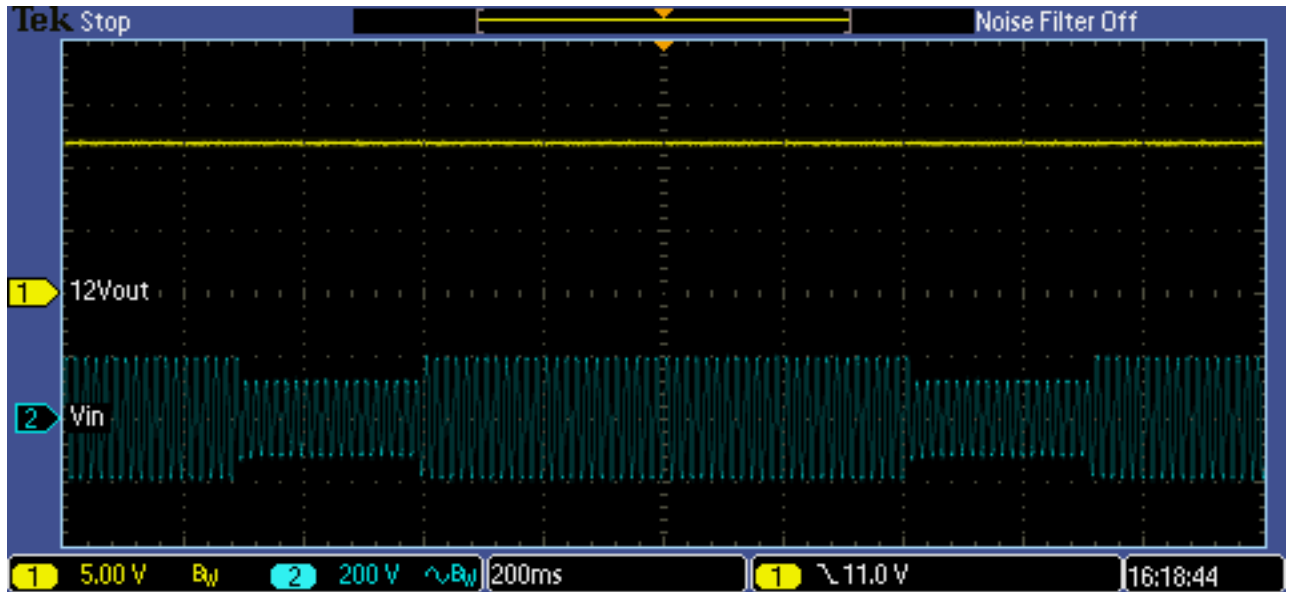 Tek Stop Noise Filter Off
1 12Vout
2 Vin
1 5.00 V BW 2 200 V BW 200ms 1 11.0 V 16:18:44